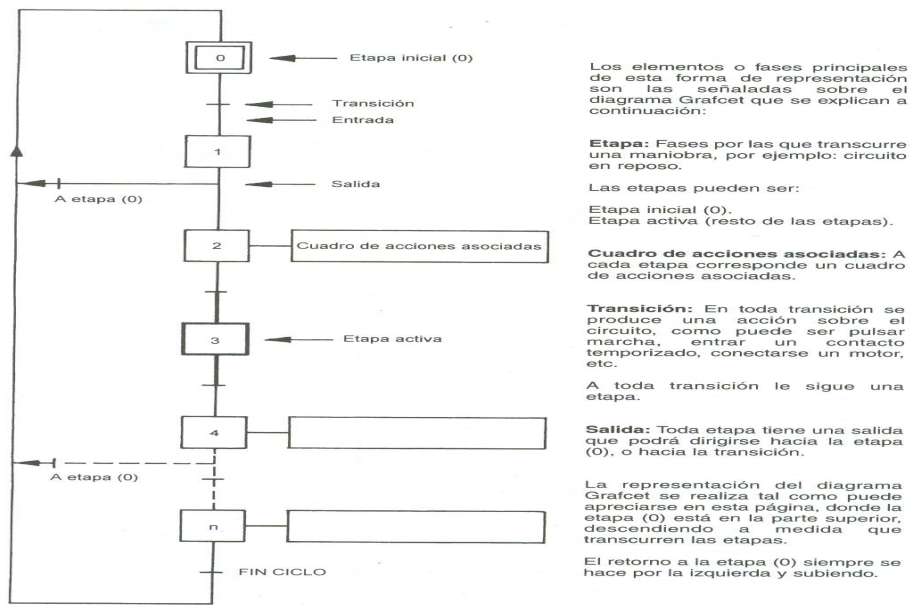 0
Etapa inicial (0)
Transición
Entrada
1
Salida
A etapa (0)
2
Cuadro de acciones asociadas
3
Etapa activa
4
A etapa (0)
n
FIN CICLO
Los elementos o fases principales
de esta forma de representación
son las señaladas sobre el
diagrama Grafcet que se explican a
continuación:
Etapa: Fases por las que transcurre
una maniobra, por ejemplo: circuito
en reposo.
Las etapas pueden ser:
Etapa inicial (0).
Etapa activa (resto de las etapas).
Cuadro de acciones asociadas: A
cada etapa corresponde un cuadro
de acciones asociadas.
Transición: En toda transición se
produce una acción sobre el
circuito, como puede ser pulsar
marcha, entrar un contacto
temporizado, conectarse un motor,
etc.
A toda transición le sigue una
etapa.
Salida: Toda etapa tiene una salida
que podrá dirigirse hacia la etapa
(0), o hacia la transición.
La representación del diagrama
Grafcet se realiza tal como puede
apreciarse en esta página, donde la
etapa (0) está en la parte superior,
descendiendo a medida que
transcurren las etapas.
El retorno a la etapa (0) siempre se
hace por la izquierda y subiendo.